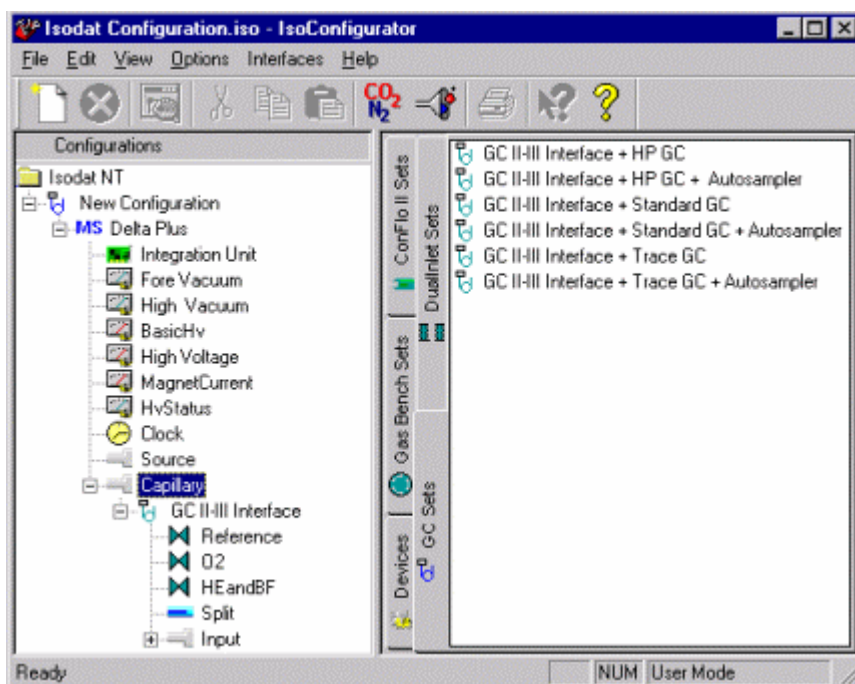 Isodat Configuration.iso - IsoConfigurator
File Edit View Options Interfaces Help
CO2
N2
Configurations
Isodat NT
New Configuration
MS Delta Plus
Integration Unit
Fore Vacuum
High Vacuum
BasicHv
High Voltage
MagnetCurrent
HvStatus
Clock
Source
Capillary
GC II-III Interface
Reference
O2
HEandBF
Split
Input
ConFlo II Sets
Gas Bench Sets
Devices
DualInlet Sets
GC Sets
GC II-III Interface + HP GC
GC II-III Interface + HP GC + Autosampler
GC II-III Interface + Standard GC
GC II-III Interface + Standard GC + Autosampler
GC II-III Interface + Trace GC
GC II-III Interface + Trace GC + Autosampler
Ready
NUM User Mode